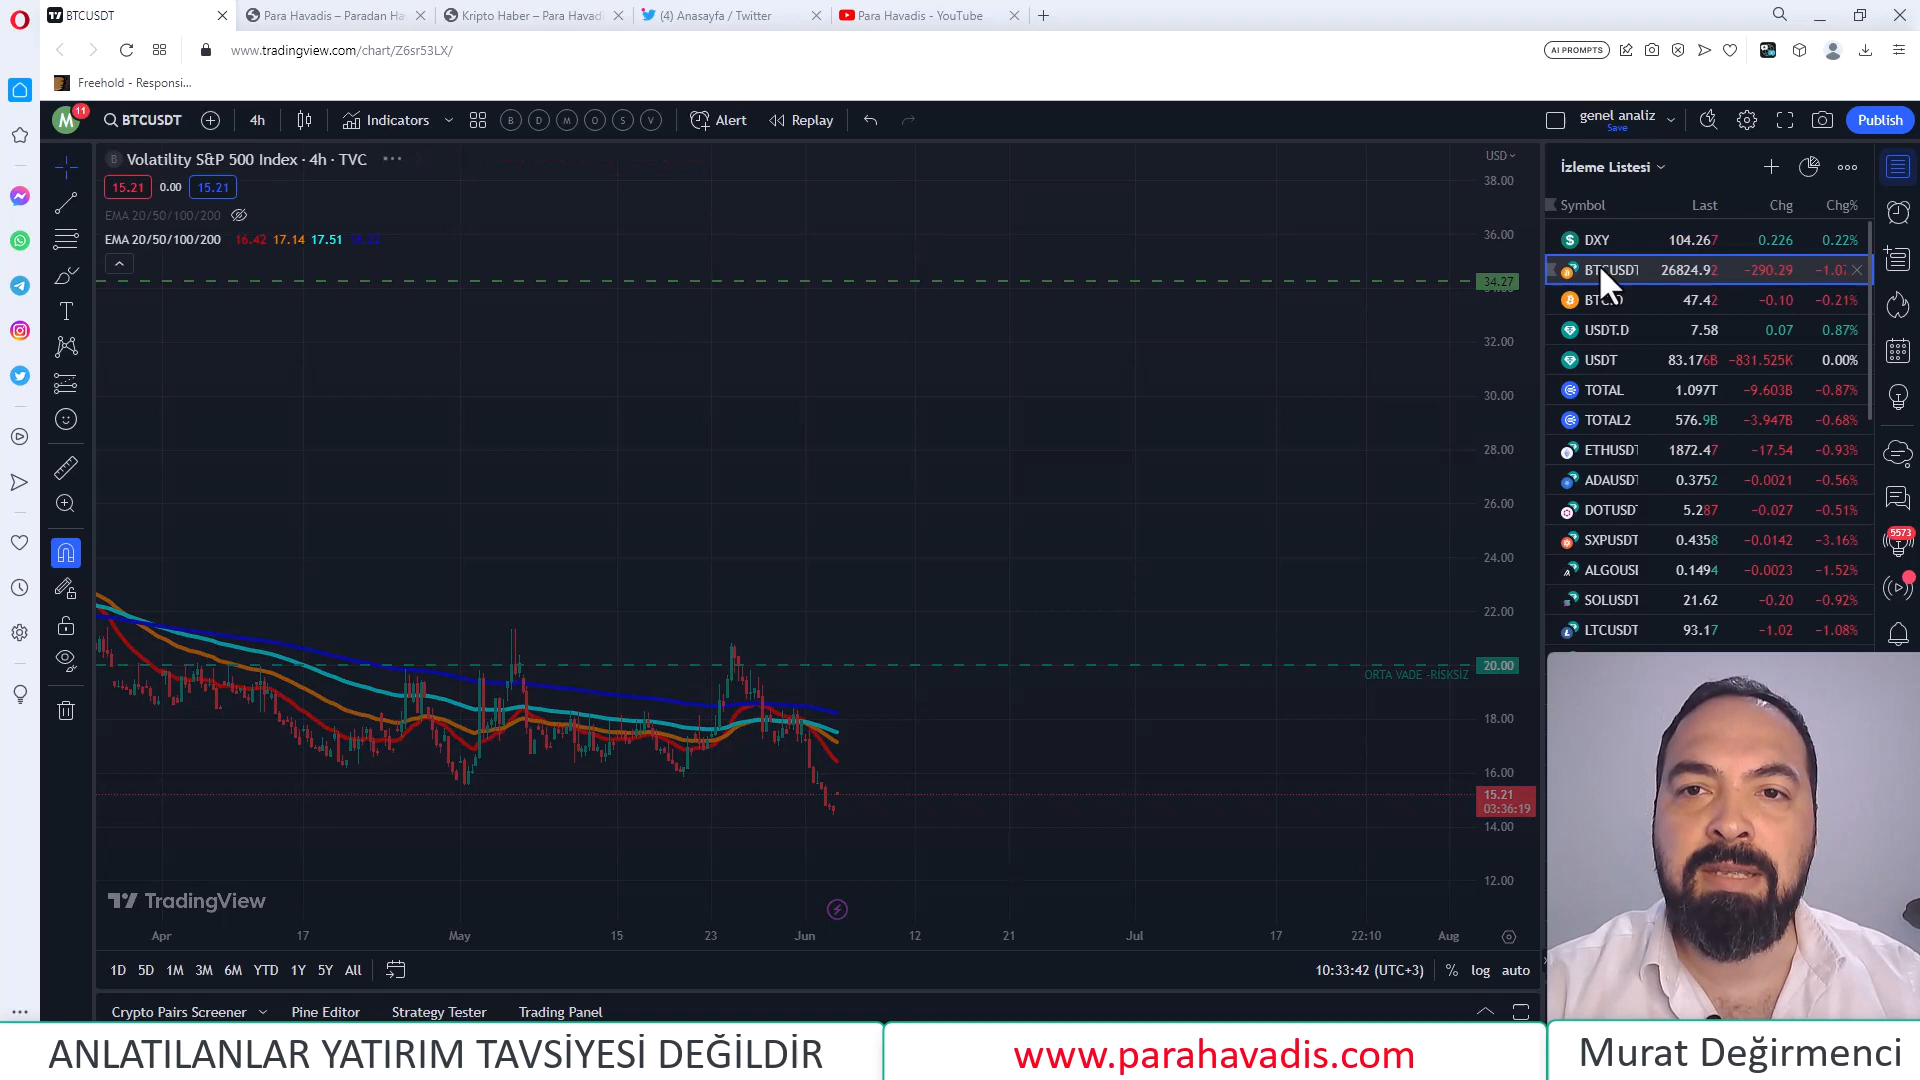 BTCUSDT
Para Havadis – Paradan Ha
Kripto Haber – Para Havadi
(4) Anasayfa / Twitter
Para Havadis - YouTube
www.tradingview.com/chart/Z6sr53LX/
AI PROMPTS
Freehold - Responsi...
M
11
BTCUSDT
4h
Indicators
B
D
M
O
S
V
Alert
Replay
genel analiz
Save
Publish
B
Volatility S&P 500 Index · 4h · TVC
USD
İzleme Listesi
15.21
0.00
15.21
38.00
Symbol Last Chg Chg%
EMA 20/50/100/200
EMA 20/50/100/200 16.42 17.14 17.51
36.00
DXY 104.267 0.226 0.22%
34.27
BTCUSDT 26824.92 −290.29
47.42 −0.10 −0.21%
USDT.D 7.58 0.07 0.87%
32.00
USDT 83.176B −831.525K 0.00%
30.00
TOTAL 1.097T −9.603B −0.87%
TOTAL2 576.9B −3.947B −0.68%
28.00
ETHUSDT 1872.47 −17.54 −0.93%
ADAUSDT 0.3752 −0.0021 −0.56%
26.00
DOTUSD 5.287 −0.027 −0.51%
5573
SXPUSDT 0.4358 −0.0142 −3.16%
24.00
ALGOUSI 0.1494 −0.0023 −1.52%
SOLUSDT 21.62 −0.20 −0.92%
22.00
LTCUSDT 93.17 −1.02 −1.08%
20.00
ORTA VADE -RİSKSİZ
18.00
16.00
15.21
03:36:19
14.00
12.00
TradingView
Apr 17 May 15 23 Jun 12 21 Jul 17 22:10 Aug
1D 5D 1M 3M 6M YTD 1Y 5Y All
10:33:42 (UTC+3) % log auto
Crypto Pairs Screener Pine Editor Strategy Tester Trading Panel
ANLATILANLAR YATIRIM TAVSİYESİ DEĞİLDİR
www.parahavadis.com
Murat Değirmenci